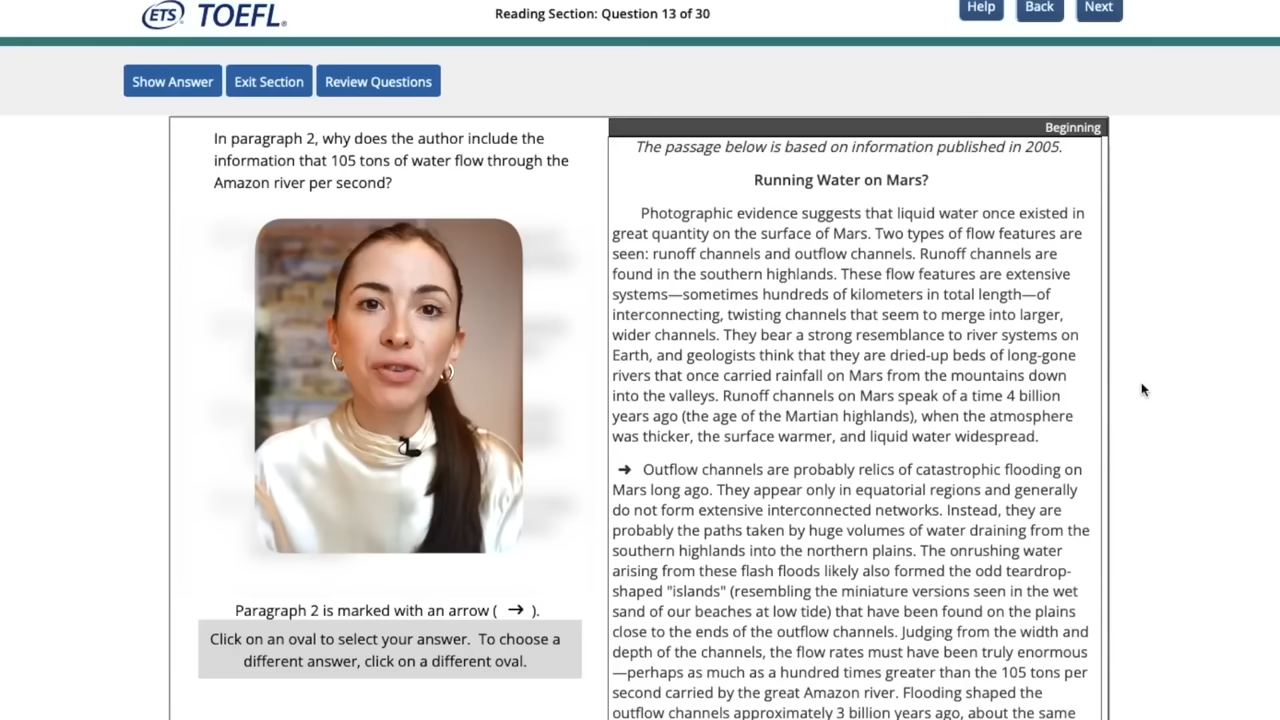 ETS TOEFL®
Reading Section: Question 13 of 30
Help
Back
Next
Show Answer
Exit Section
Review Questions
In paragraph 2, why does the author include the
information that 105 tons of water flow through the
Amazon river per second?
Paragraph 2 is marked with an arrow ( ➔ ).
Click on an oval to select your answer. To choose a
different answer, click on a different oval.
Beginning
The passage below is based on information published in 2005.
Running Water on Mars?
Photographic evidence suggests that liquid water once existed in
great quantity on the surface of Mars. Two types of flow features are
seen: runoff channels and outflow channels. Runoff channels are
found in the southern highlands. These flow features are extensive
systems—sometimes hundreds of kilometers in total length—of
interconnecting, twisting channels that seem to merge into larger,
wider channels. They bear a strong resemblance to river systems on
Earth, and geologists think that they are dried-up beds of long-gone
rivers that once carried rainfall on Mars from the mountains down
into the valleys. Runoff channels on Mars speak of a time 4 billion
years ago (the age of the Martian highlands), when the atmosphere
was thicker, the surface warmer, and liquid water widespread.
➔ Outflow channels are probably relics of catastrophic flooding on
Mars long ago. They appear only in equatorial regions and generally
do not form extensive interconnected networks. Instead, they are
probably the paths taken by huge volumes of water draining from the
southern highlands into the northern plains. The onrushing water
arising from these flash floods likely also formed the odd teardrop-
shaped "islands" (resembling the miniature versions seen in the wet
sand of our beaches at low tide) that have been found on the plains
close to the ends of the outflow channels. Judging from the width and
depth of the channels, the flow rates must have been truly enormous
—perhaps as much as a hundred times greater than the 105 tons per
second carried by the great Amazon river. Flooding shaped the
outflow channels approximately 3 billion years ago, about the same